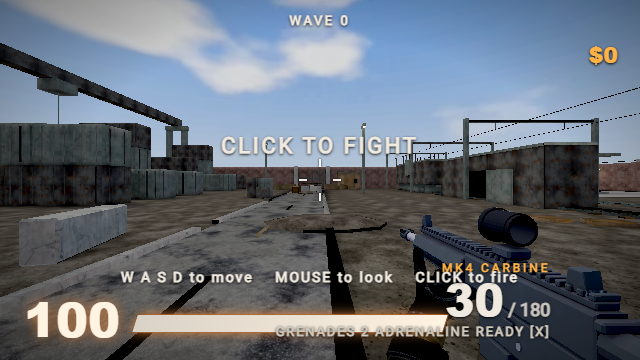 WAVE 0
$0
CLICK TO FIGHT
W A S D to move MOUSE to look CLICK to fire
MK4 CARBINE
100
30 / 180
GRENADES 2 ADRENALINE READY [X]